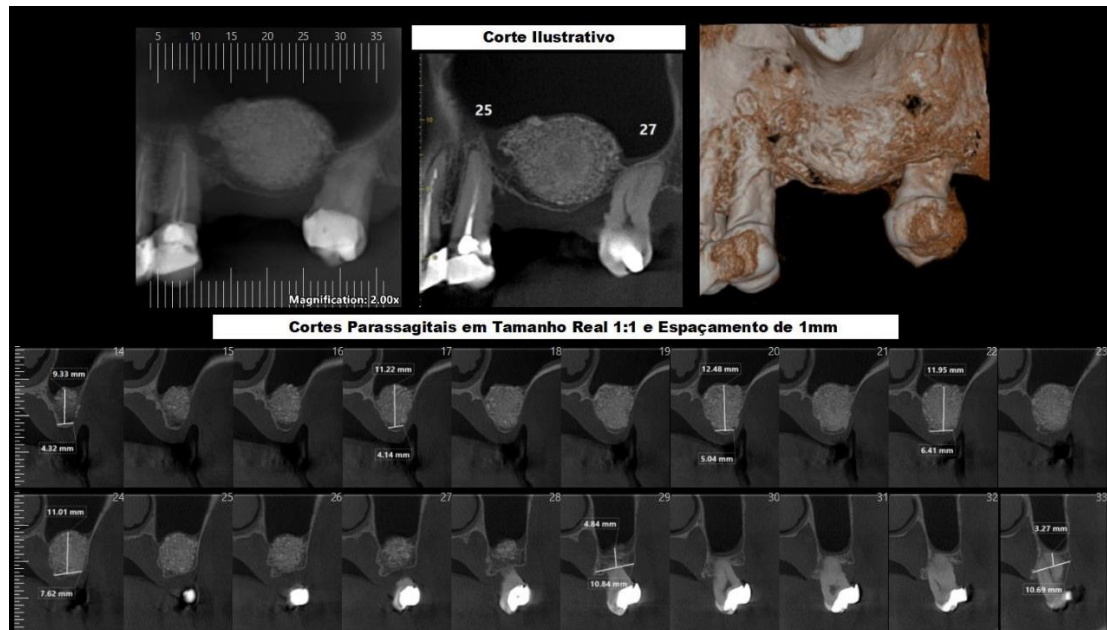 5 10 15 20 25 30 35
Corte Ilustrativo
25
27
Magnification: 2.00x
Cortes Parassagitais em Tamanho Real 1:1 e Espaçamento de 1mm
14 15 16 17 18 19 20 21 22 23
9.33 mm 11.22 mm 12.48 mm 11.95 mm
4.32 mm 4.14 mm 5.04 mm 6.41 mm
24 25 26 27 28 29 30 31 32 33
11.01 mm 4.84 mm 3.27 mm
7.62 mm 10.84 mm 10.69 mm